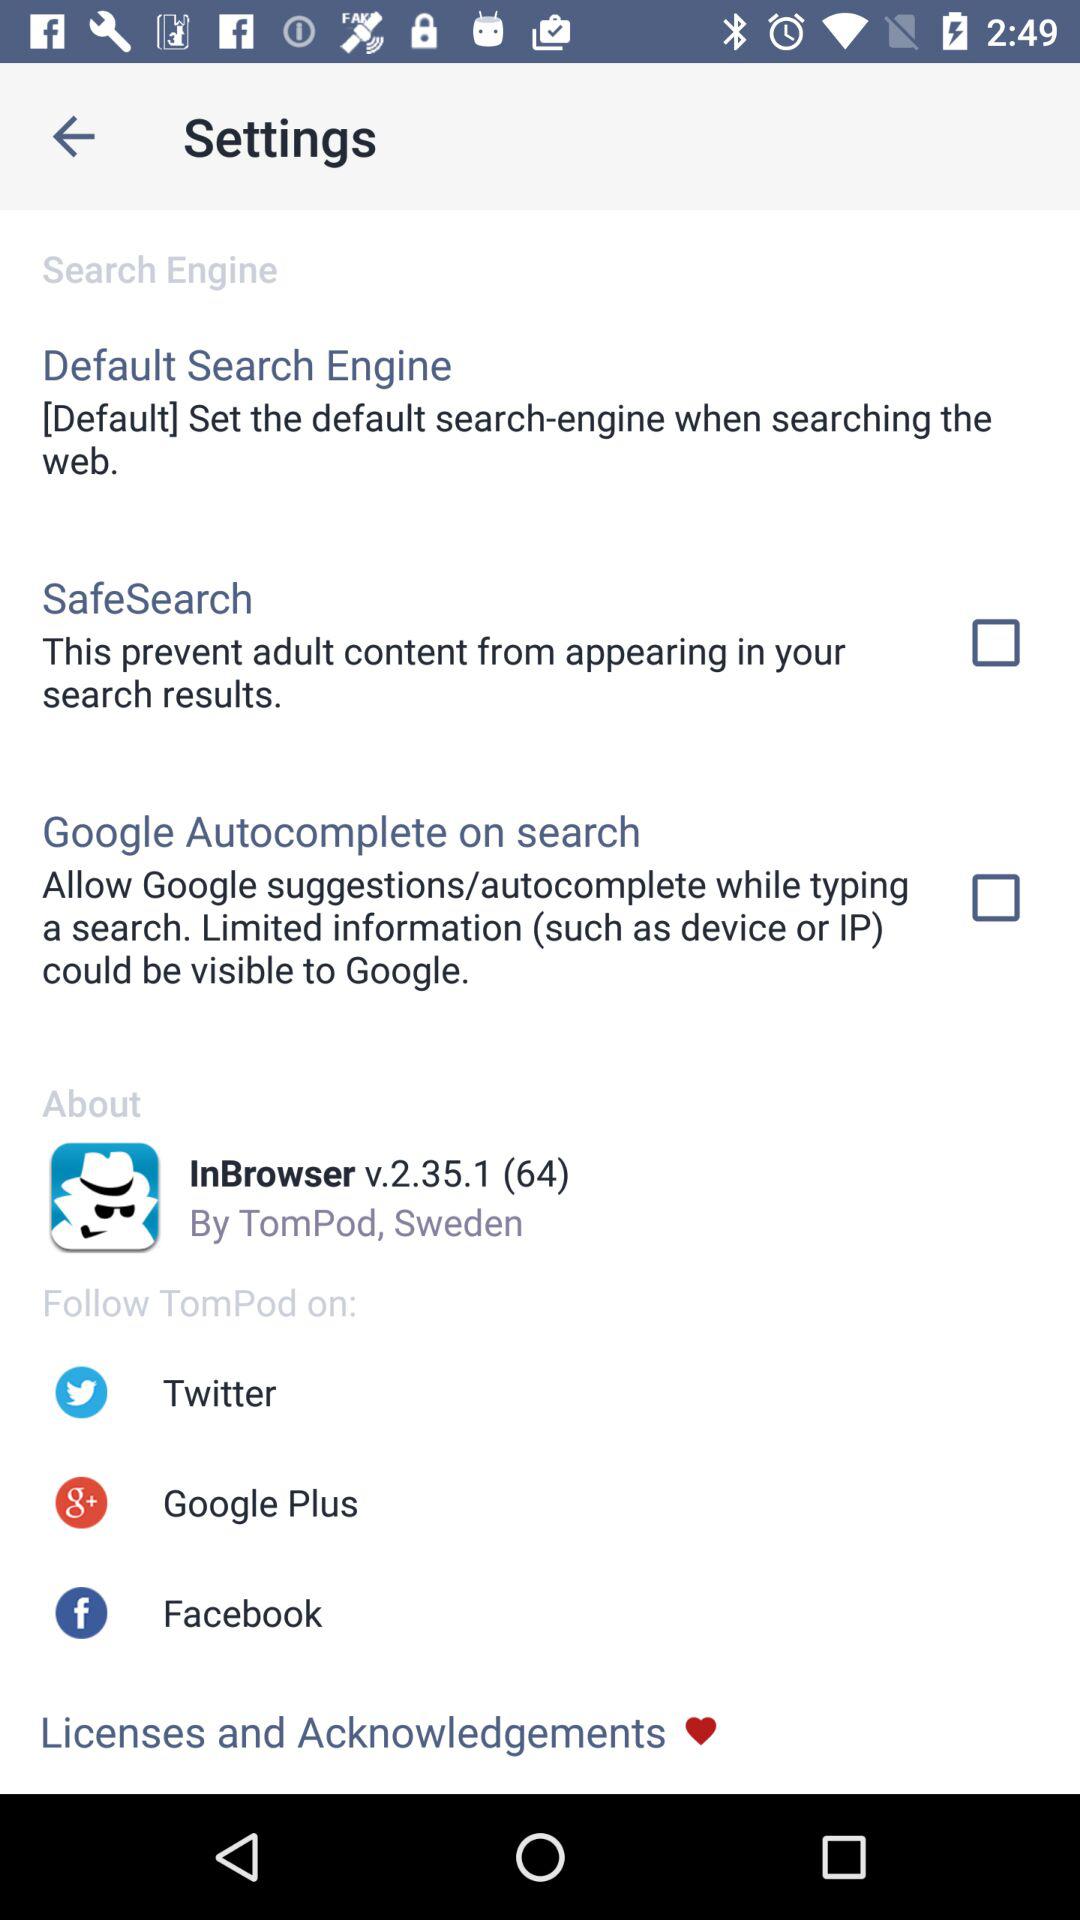 FAKE
2:49
Settings
Search Engine
Default Search Engine
[Default] Set the default search-engine when searching the
web.
SafeSearch
This prevent adult content from appearing in your
search results.
Google Autocomplete on search
Allow Google suggestions/autocomplete while typing
a search. Limited information (such as device or IP)
could be visible to Google.
About
InBrowser v.2.35.1 (64)
By TomPod, Sweden
Follow TomPod on:
Twitter
Google Plus
Facebook
Licenses and Acknowledgements